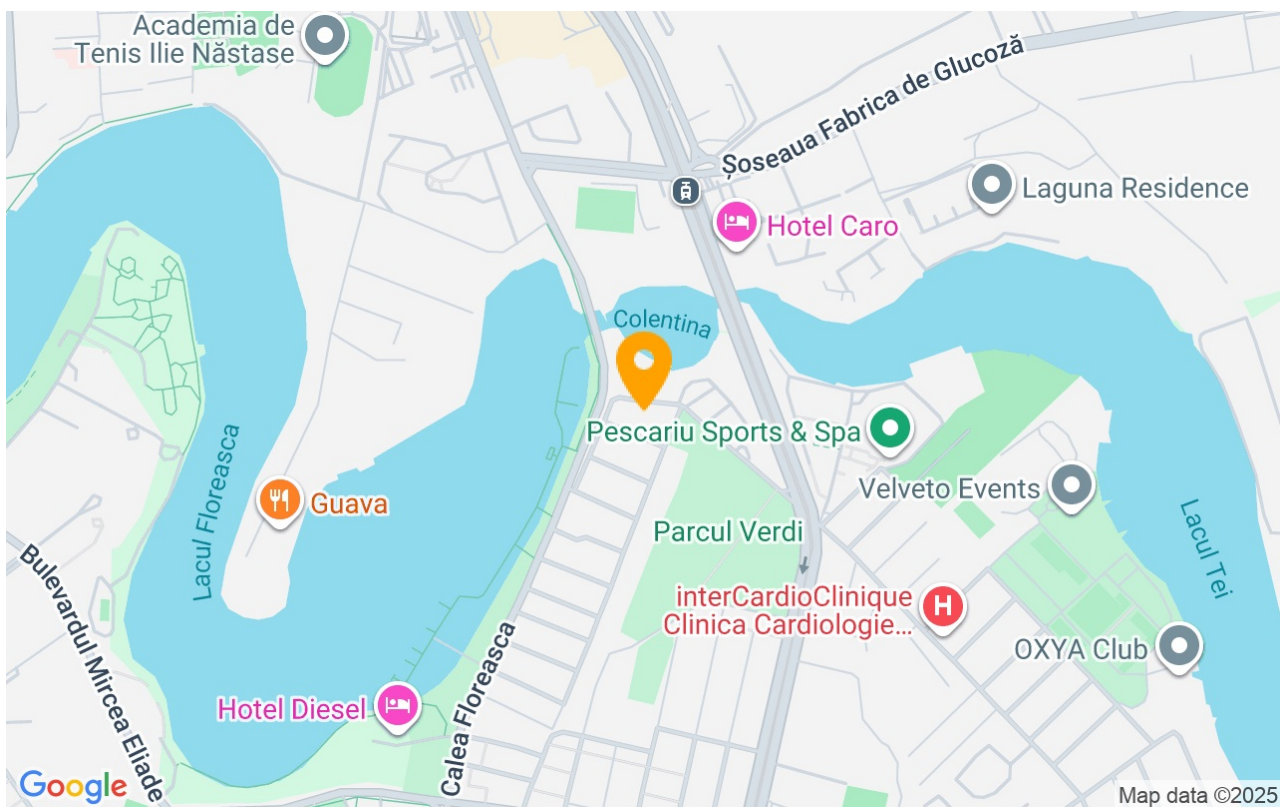 Academia de
Tenis Ilie Năstase
Șoseaua Fabrica de Glucoză
Laguna Residence
Hotel Caro
Colentina
Pescariu Sports & Spa
Lacul Floreasca
Velveto Events
Guava
Parcul Verdi
Lacul Tei
Bulevardul Mircea Eliade
interCardioClinique
Clinica Cardiologie...
H
OXYA Club
Calea Floreasca
Hotel Diesel
Google
Map data ©2025